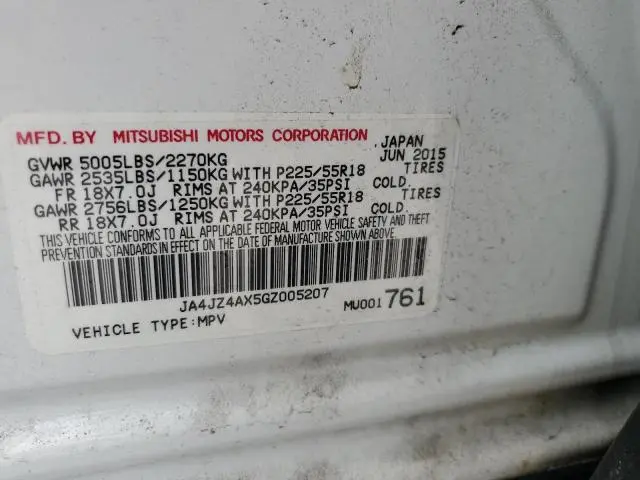 MFD. BY MITSUBISHI MOTORS CORPORATION, JAPAN
GVWR 5005LBS/2270KG JUN 2015
GAWR 2535LBS/1150KG WITH P225/55R18 TIRES
FR 18X7.0J RIMS AT 240KPA/35PSI COLD.
GAWR 2756LBS/1250KG WITH P225/55R18 TIRES
RR 18X7.0J RIMS AT 240KPA/35PSI COLD.
THIS VEHICLE CONFORMS TO ALL APPLICABLE FEDERAL MOTOR VEHICLE SAFETY AND THEFT
PREVENTION STANDARDS IN EFFECT ON THE DATE OF MANUFACTURE SHOWN ABOVE.
JA4JZ4AX5GZ005207 MU001761
VEHICLE TYPE:MPV